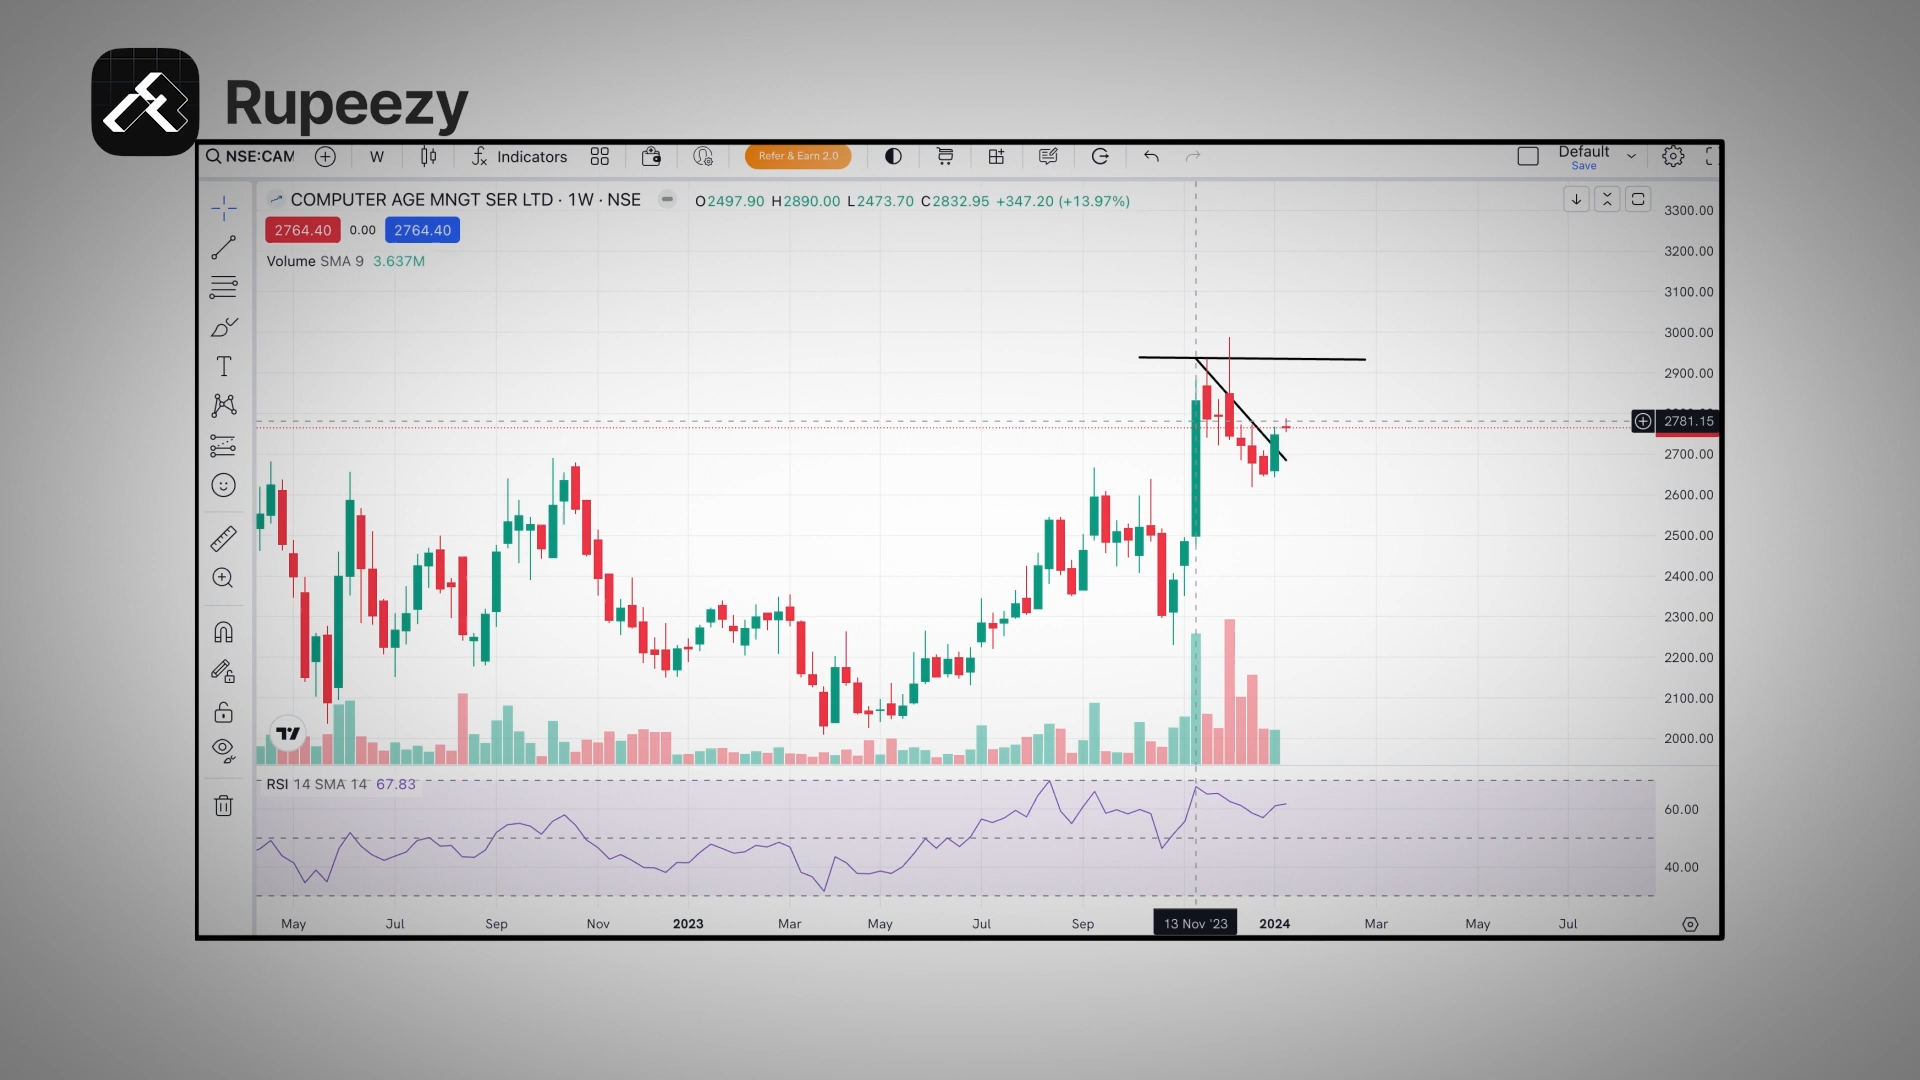 Rupeezy
NSE:CAM W Indicators Refer & Earn 2.0 Default
Save
COMPUTER AGE MNGT SER LTD · 1W · NSE O2497.90 H2890.00 L2473.70 C2832.95 +347.20 (+13.97%)
2764.40 0.00 2764.40
Volume SMA 9 3.637M
3300.00
3200.00
3100.00
3000.00
2900.00
2781.15
2700.00
2600.00
2500.00
2400.00
2300.00
2200.00
2100.00
2000.00
RSI 14 SMA 14 67.83
60.00
40.00
May Jul Sep Nov 2023 Mar May Jul Sep 13 Nov '23 2024 Mar May Jul